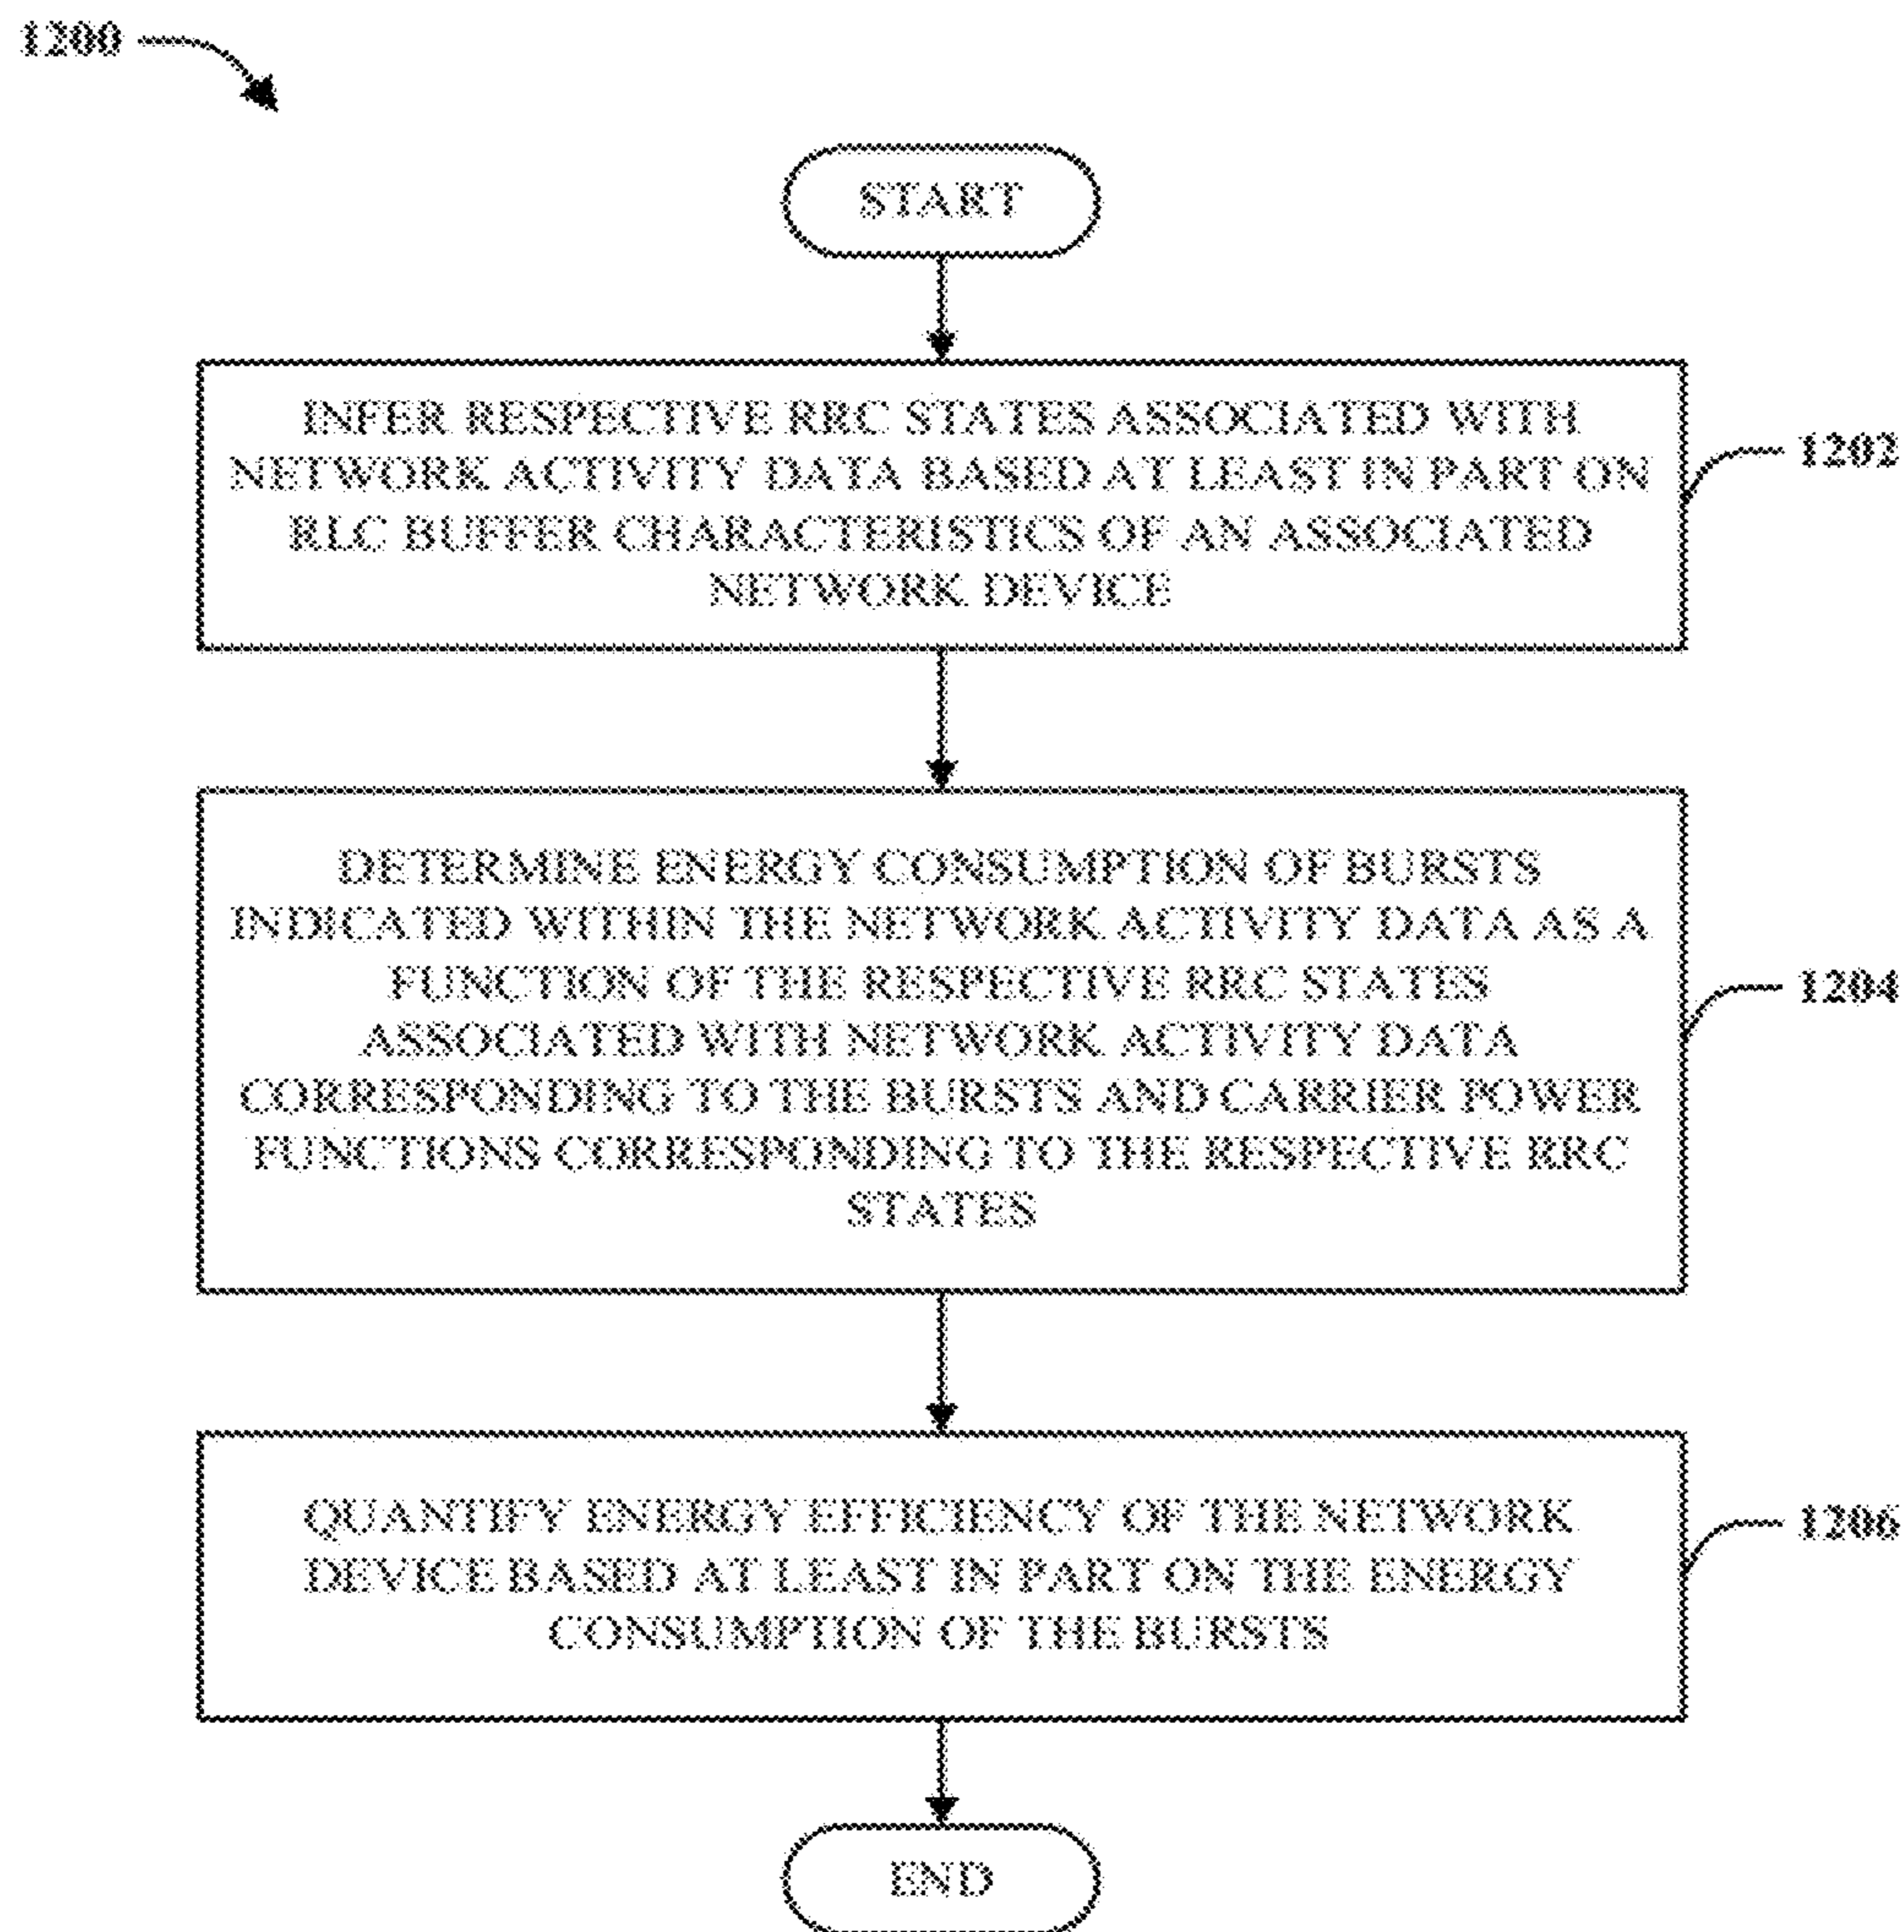 1200
START
INFER RESPECTIVE RRC STATES ASSOCIATED WITH
NETWORK ACTIVITY DATA BASED AT LEAST IN PART ON
RLC BUFFER CHARACTERISTICS OF AN ASSOCIATED
NETWORK DEVICE
1202
DETERMINE ENERGY CONSUMPTION OF BURSTS
INDICATED WITHIN THE NETWORK ACTIVITY DATA AS A
FUNCTION OF THE RESPECTIVE RRC STATES
ASSOCIATED WITH NETWORK ACTIVITY DATA
CORRESPONDING TO THE BURSTS AND CARRIER POWER
FUNCTIONS CORRESPONDING TO THE RESPECTIVE RRC
STATES
1204
QUANTIFY ENERGY EFFICIENCY OF THE NETWORK
DEVICE BASED AT LEAST IN PART ON THE ENERGY
CONSUMPTION OF THE BURSTS
1206
END